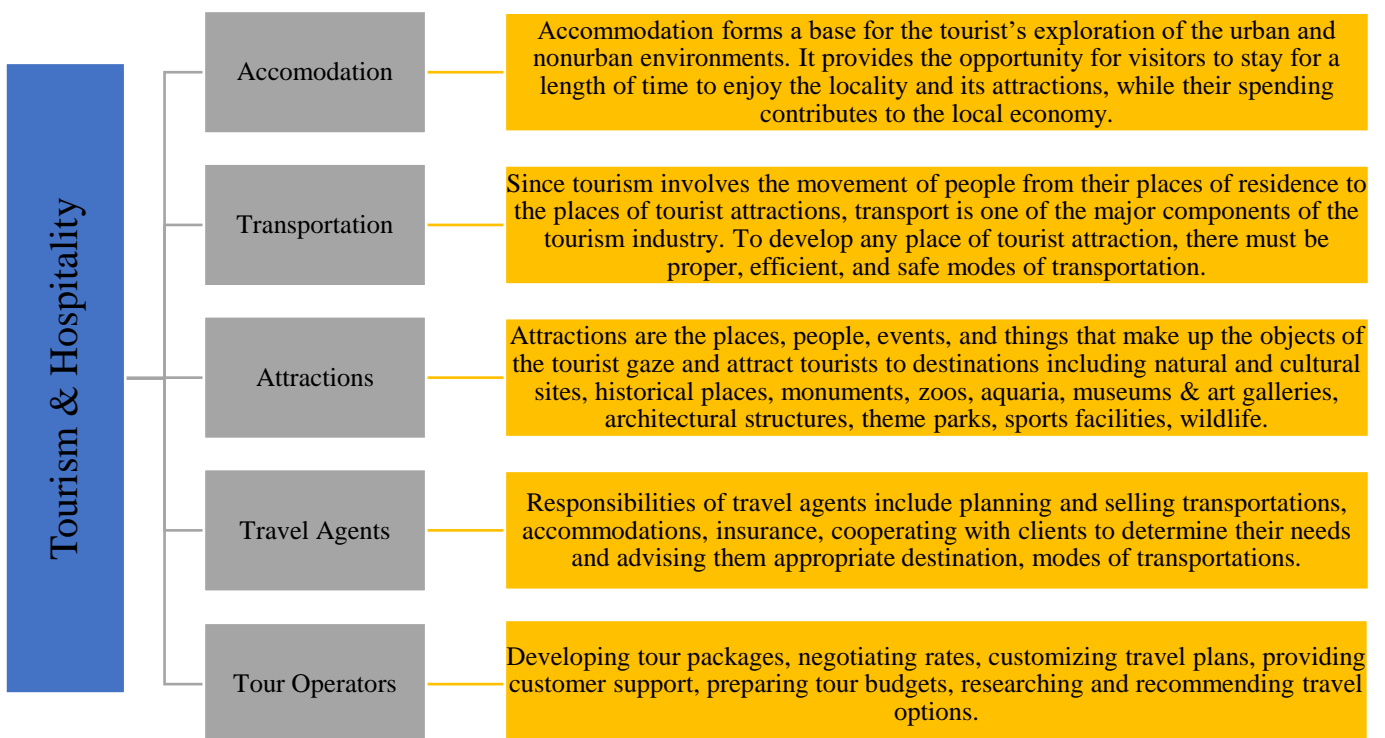 Tourism & Hospitality
Accomodation
Accommodation forms a base for the tourist’s exploration of the urban and
nonurban environments. It provides the opportunity for visitors to stay for a
length of time to enjoy the locality and its attractions, while their spending
contributes to the local economy.
Transportation
Since tourism involves the movement of people from their places of residence to
the places of tourist attractions, transport is one of the major components of the
tourism industry. To develop any place of tourist attraction, there must be
proper, efficient, and safe modes of transportation.
Attractions
Attractions are the places, people, events, and things that make up the objects of
the tourist gaze and attract tourists to destinations including natural and cultural
sites, historical places, monuments, zoos, aquaria, museums & art galleries,
architectural structures, theme parks, sports facilities, wildlife.
Travel Agents
Responsibilities of travel agents include planning and selling transportations,
accommodations, insurance, cooperating with clients to determine their needs
and advising them appropriate destination, modes of transportations.
Tour Operators
Developing tour packages, negotiating rates, customizing travel plans, providing
customer support, preparing tour budgets, researching and recommending travel
options.